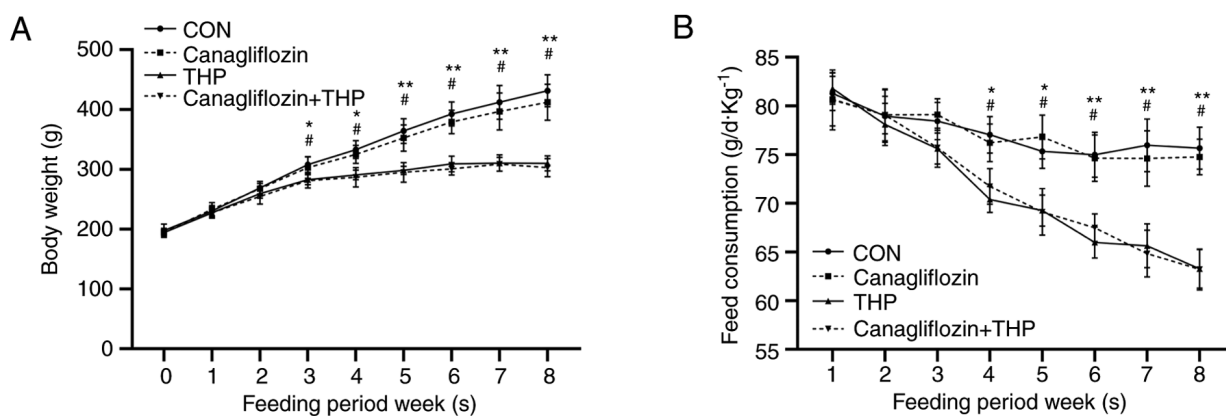 A
CON
Canagliflozin
THP
Canagliflozin+THP
500
400
300
200
100
0
Body weight (g)
*
#
*
#
**
#
**
#
**
#
**
#
0 1 2 3 4 5 6 7 8
Feeding period week (s)
B
85
80
75
70
65
60
55
Feed consumption (g/d·Kg⁻¹)
*
#
*
#
**
#
**
#
**
#
CON
Canagliflozin
THP
Canagliflozin+THP
1 2 3 4 5 6 7 8
Feeding period week (s)